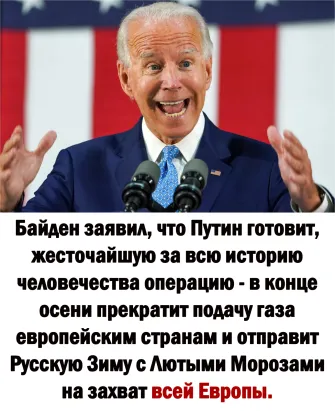 Байден заявил, что Путин готовит,
жесточайшую за всю историю
человечества операцию - в конце
осени прекратит подачу газа
европейским странам и отправит
Русскую Зиму с Лютыми Морозами
на захват всей Европы.